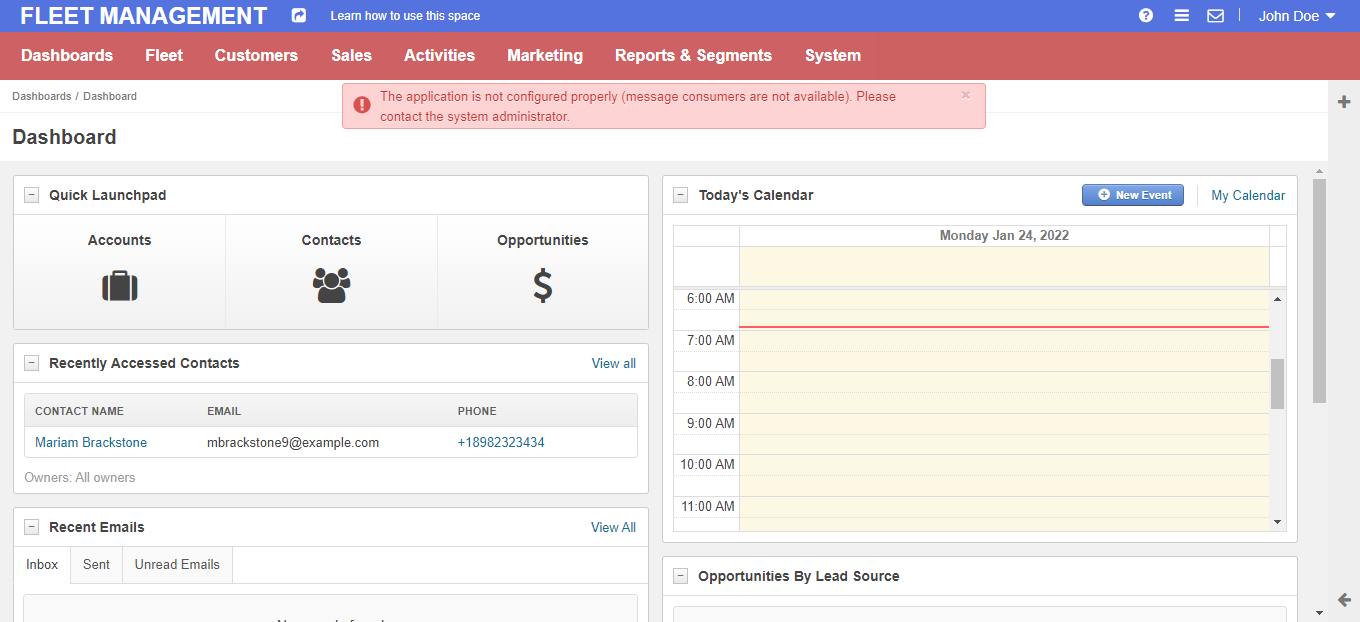 FLEET MANAGEMENT
Learn how to use this space
John Doe
Dashboards
Fleet
Customers
Sales
Activities
Marketing
Reports & Segments
System
Dashboards / Dashboard
The application is not configured properly (message consumers are not available). Please
contact the system administrator.
Dashboard
Quick Launchpad
Accounts
Contacts
Opportunities
Recently Accessed Contacts
View all
CONTACT NAME
EMAIL
PHONE
Mariam Brackstone
mbrackstone9@example.com
+18982323434
Owners: All owners
Recent Emails
View All
Inbox
Sent
Unread Emails
Today's Calendar
New Event
My Calendar
Monday Jan 24, 2022
6:00 AM
7:00 AM
8:00 AM
9:00 AM
10:00 AM
11:00 AM
Opportunities By Lead Source